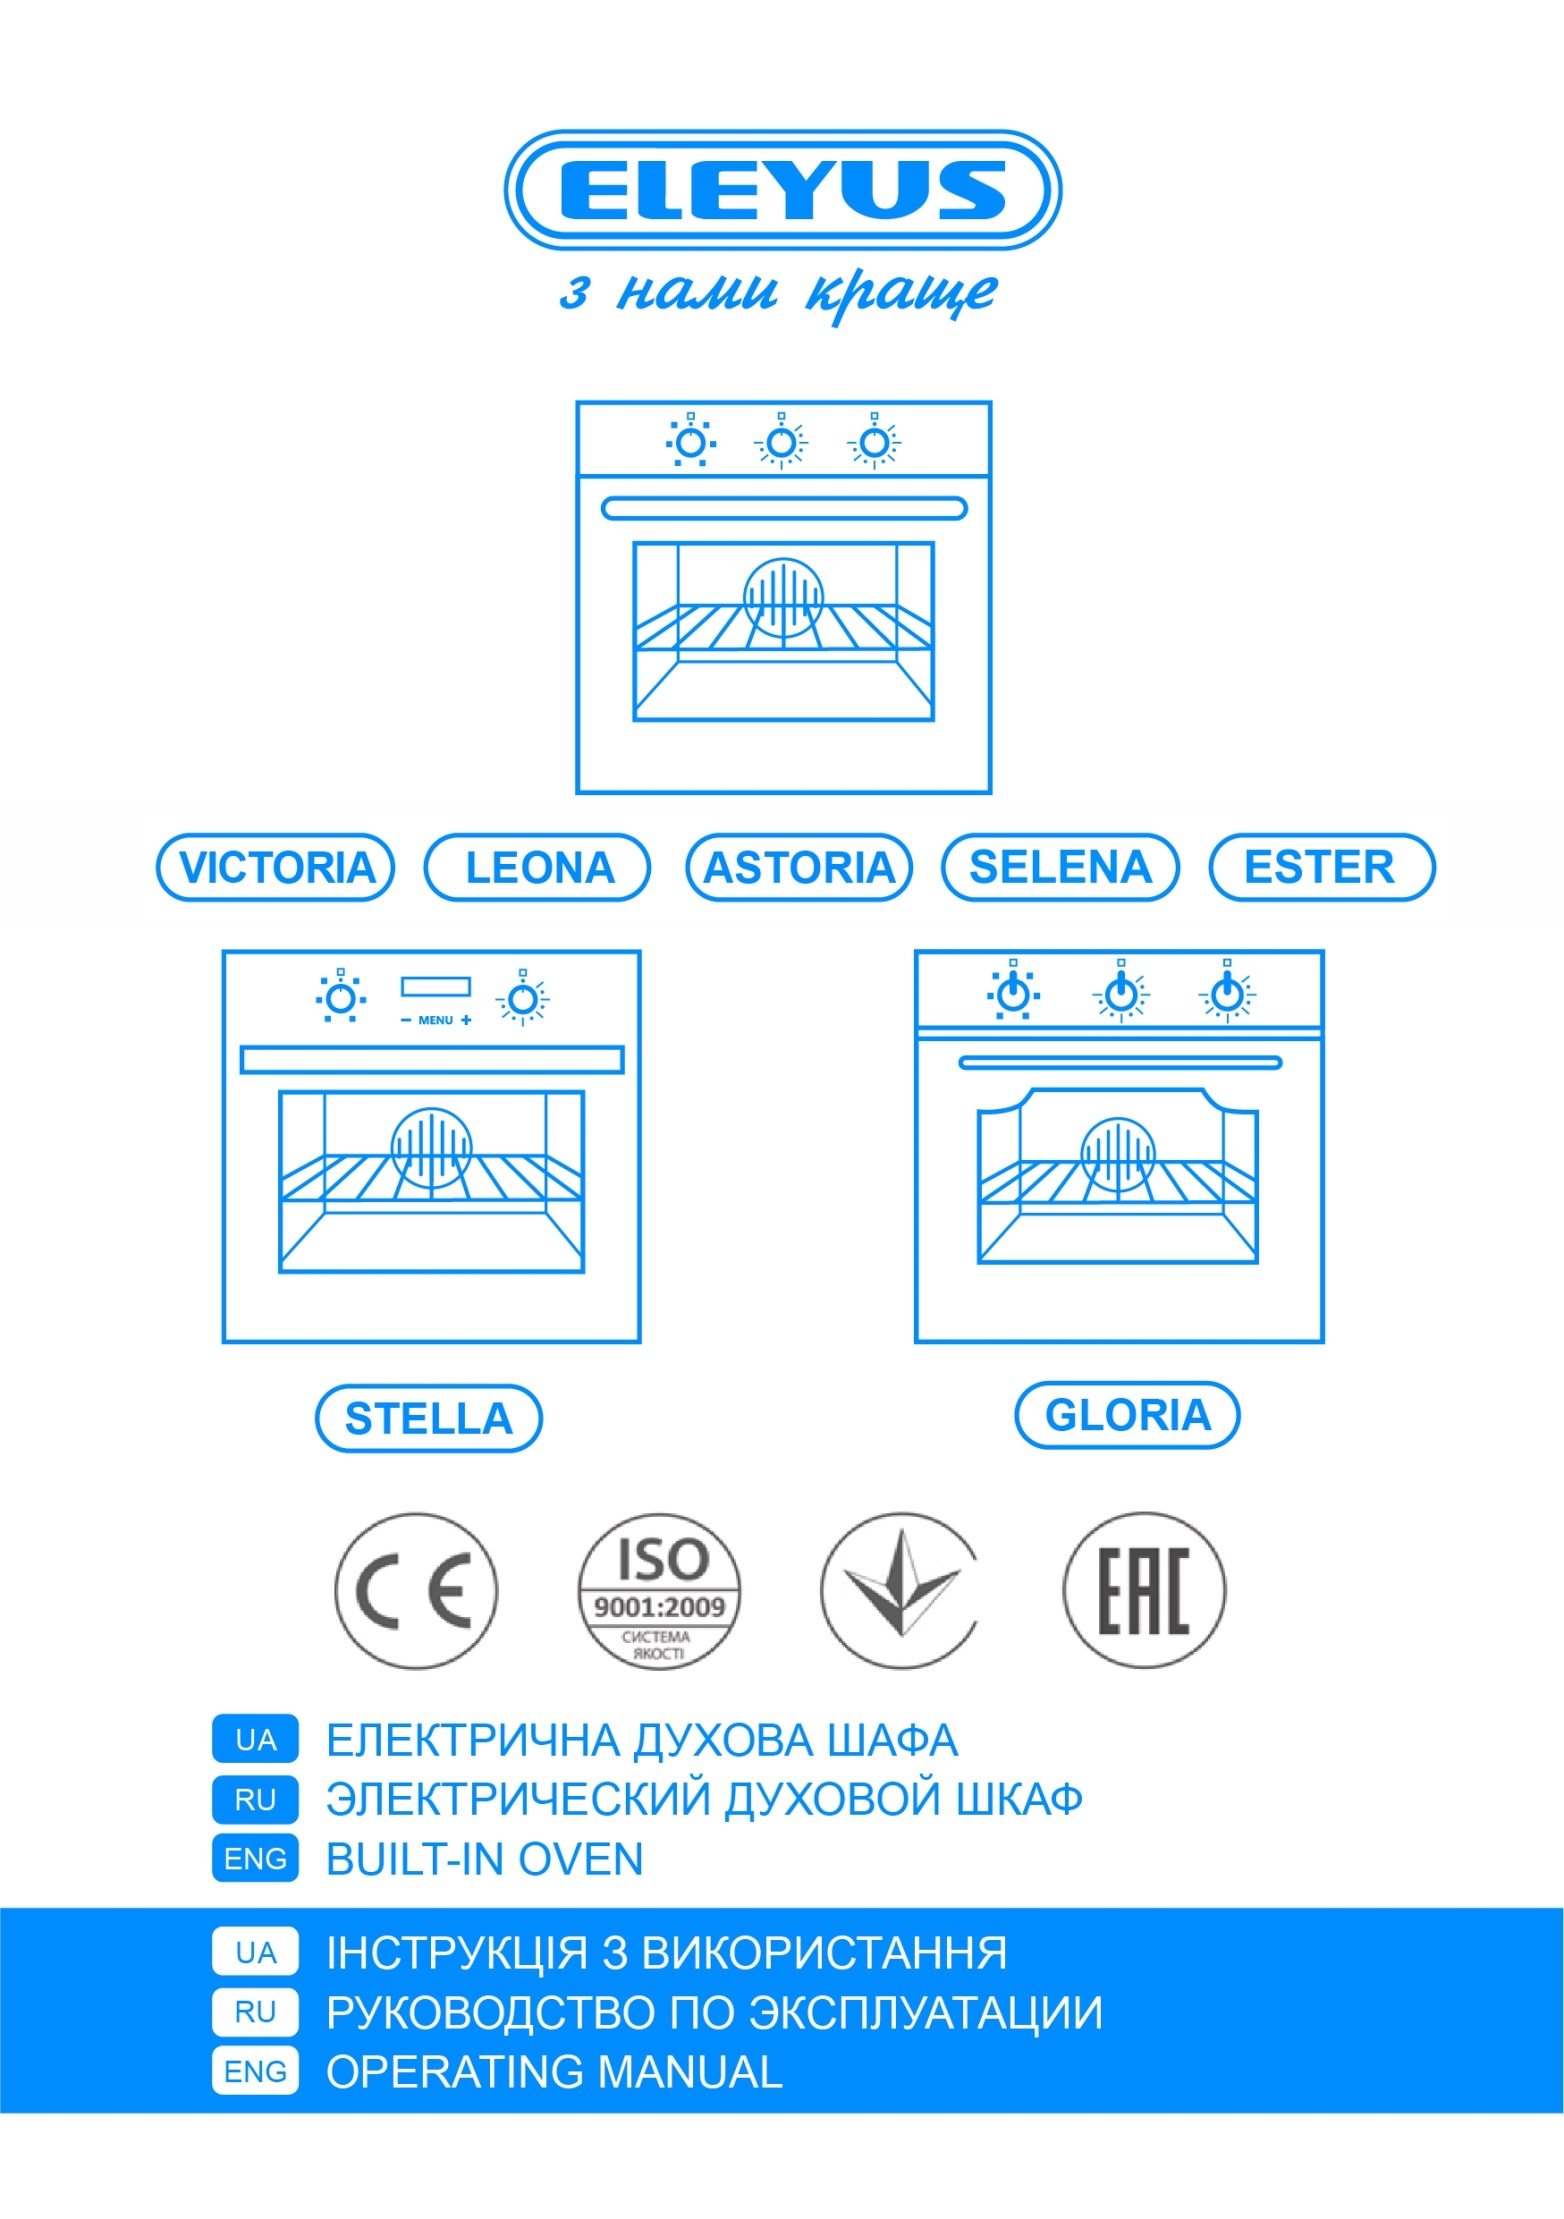 ELEYUS
з нами краще
VICTORIA LEONA ASTORIA SELENA ESTER
− MENU +
STELLA GLORIA
CE
ISO
9001:2009
СИСТЕМА
ЯКОСТІ
EAC
UA ЕЛЕКТРИЧНА ДУХОВА ШАФА
RU ЭЛЕКТРИЧЕСКИЙ ДУХОВОЙ ШКАФ
ENG BUILT-IN OVEN
UA ІНСТРУКЦІЯ З ВИКОРИСТАННЯ
RU РУКОВОДСТВО ПО ЭКСПЛУАТАЦИИ
ENG OPERATING MANUAL